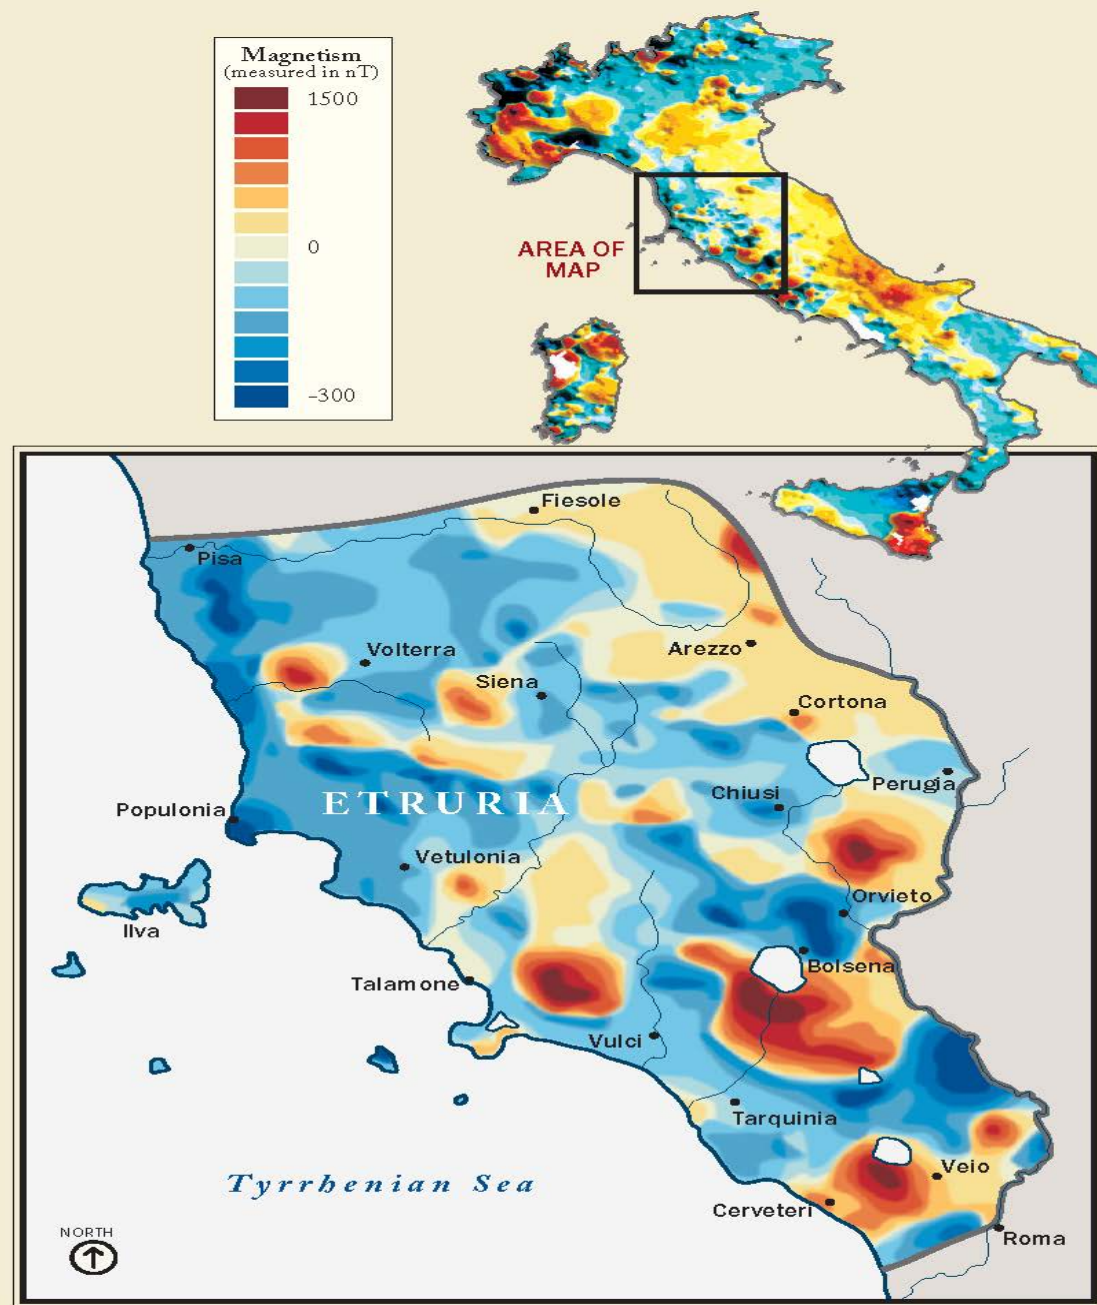 Magnetism
(measured in nT)
1500
0
-300
AREA OF
MAP
Fiesole
Pisa
Volterra
Arezzo
Siena
Cortona
Perugia
Chiusi
ETRURIA
Populonia
Vetulonia
Orvieto
Ilva
Bolsena
Talamone
Vulci
Tarquinia
Veio
Tyrrhenian Sea
Cerveteri
NORTH
Roma